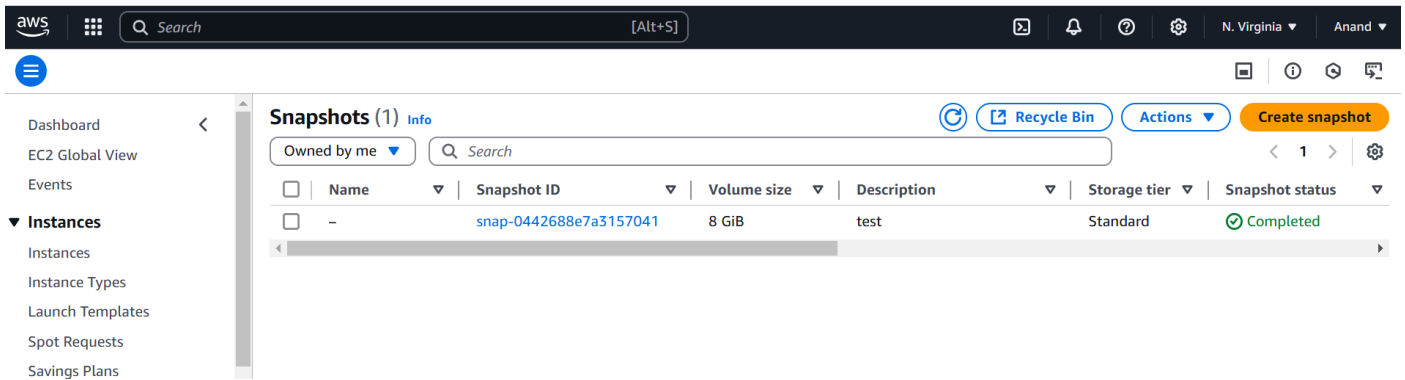 aws Search [Alt+S] N. Virginia Anand
Dashboard
EC2 Global View
Events
Instances
Instances
Instance Types
Launch Templates
Spot Requests
Savings Plans
Snapshots (1) Info Recycle Bin Actions Create snapshot
Owned by me Search 1
Name Snapshot ID Volume size Description Storage tier Snapshot status
– snap-0442688e7a3157041 8 GiB test Standard Completed